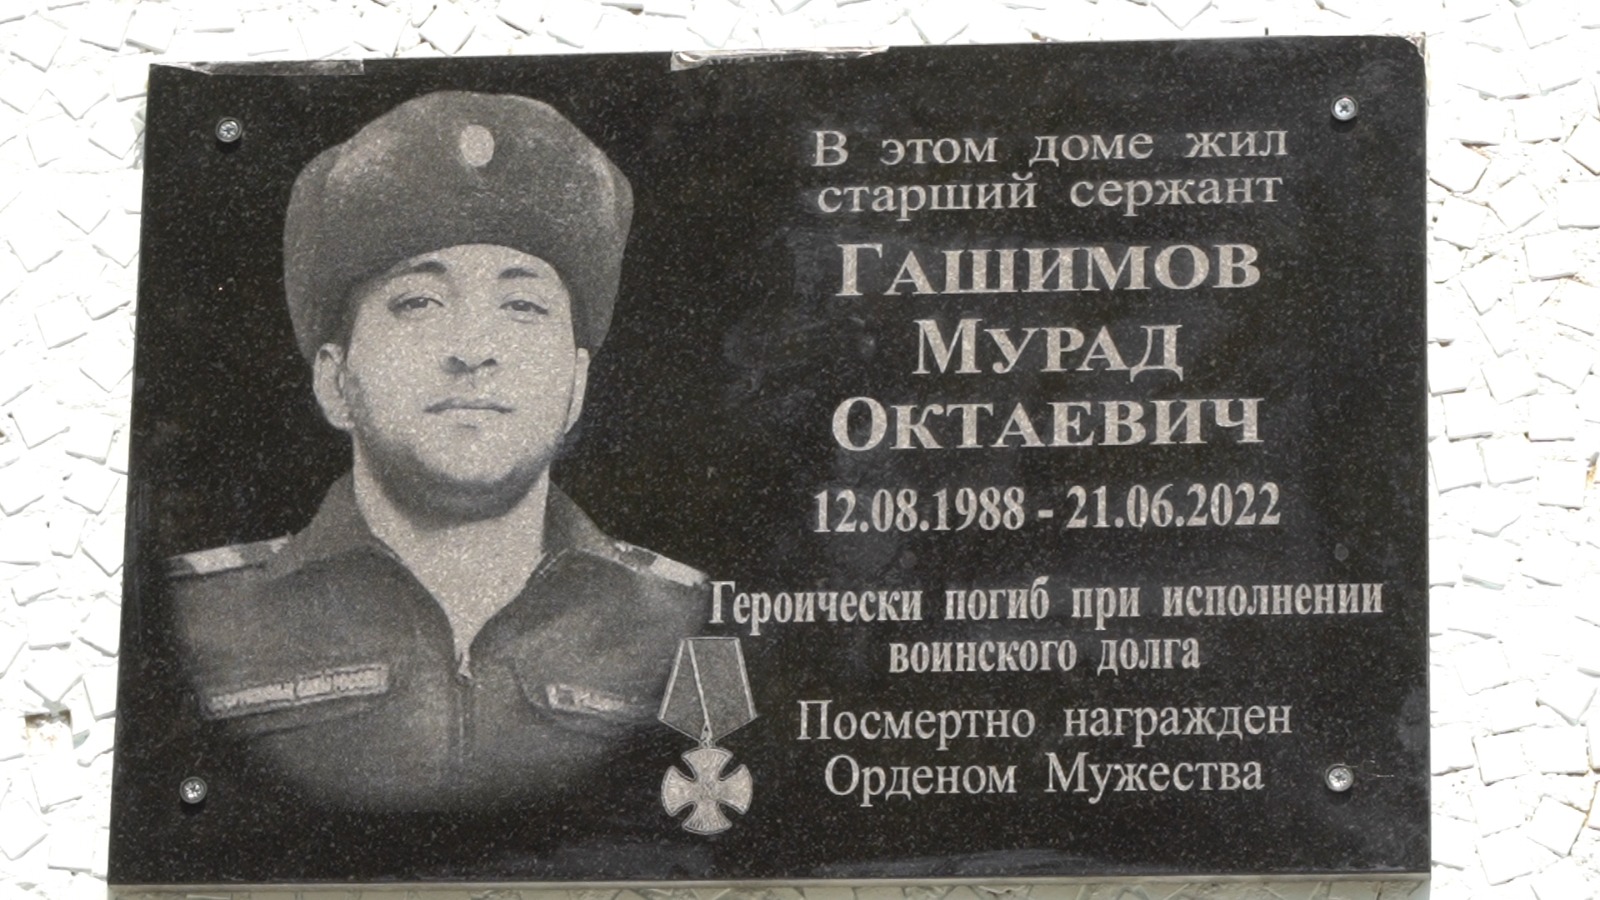 В этом доме жил
старший сержант
ГАШИМОВ
МУРАД
ОКТАЕВИЧ
12.08.1988 - 21.06.2022
Героически погиб при исполнении
воинского долга
Посмертно награжден
Орденом Мужества